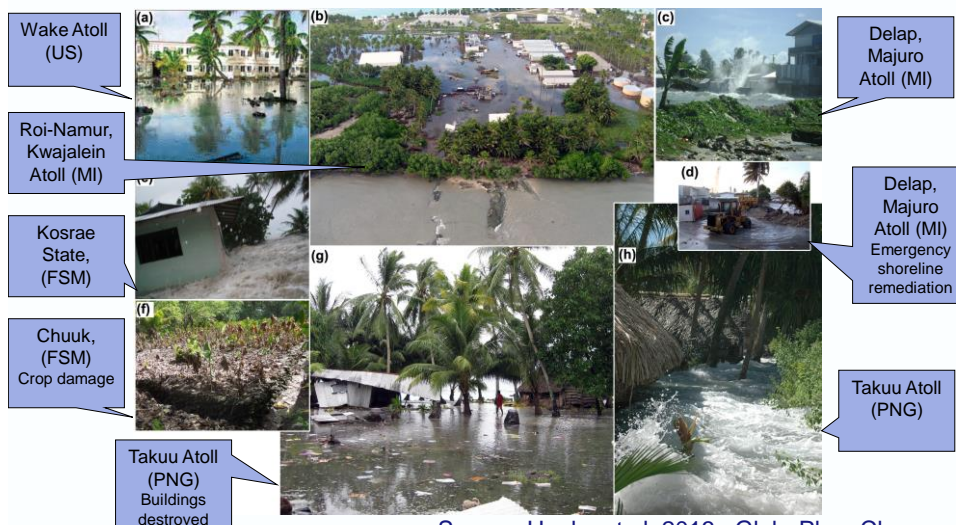 Wake Atoll
(US)
(a)
(b)
(c)
Delap,
Majuro
Atoll (MI)
Roi-Namur,
Kwajalein
Atoll (MI)
(d)
Delap,
Majuro
Atoll (MI)
Emergency
shoreline
remediation
Kosrae
State,
(FSM)
(g)
(h)
Chuuk,
(FSM)
Crop damage
(f)
Takuu Atoll
(PNG)
Takuu Atoll
(PNG)
Buildings
destroyed